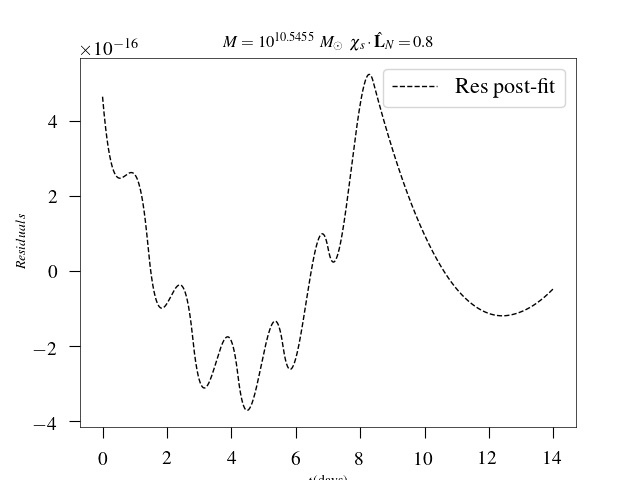 M = 10^10.5455 M_⊙ χ_s · L̂_N = 0.8
×10⁻¹⁶
Res post-fit
4
2
0
−2
−4
Residuals
0 2 4 6 8 10 12 14
t(days)